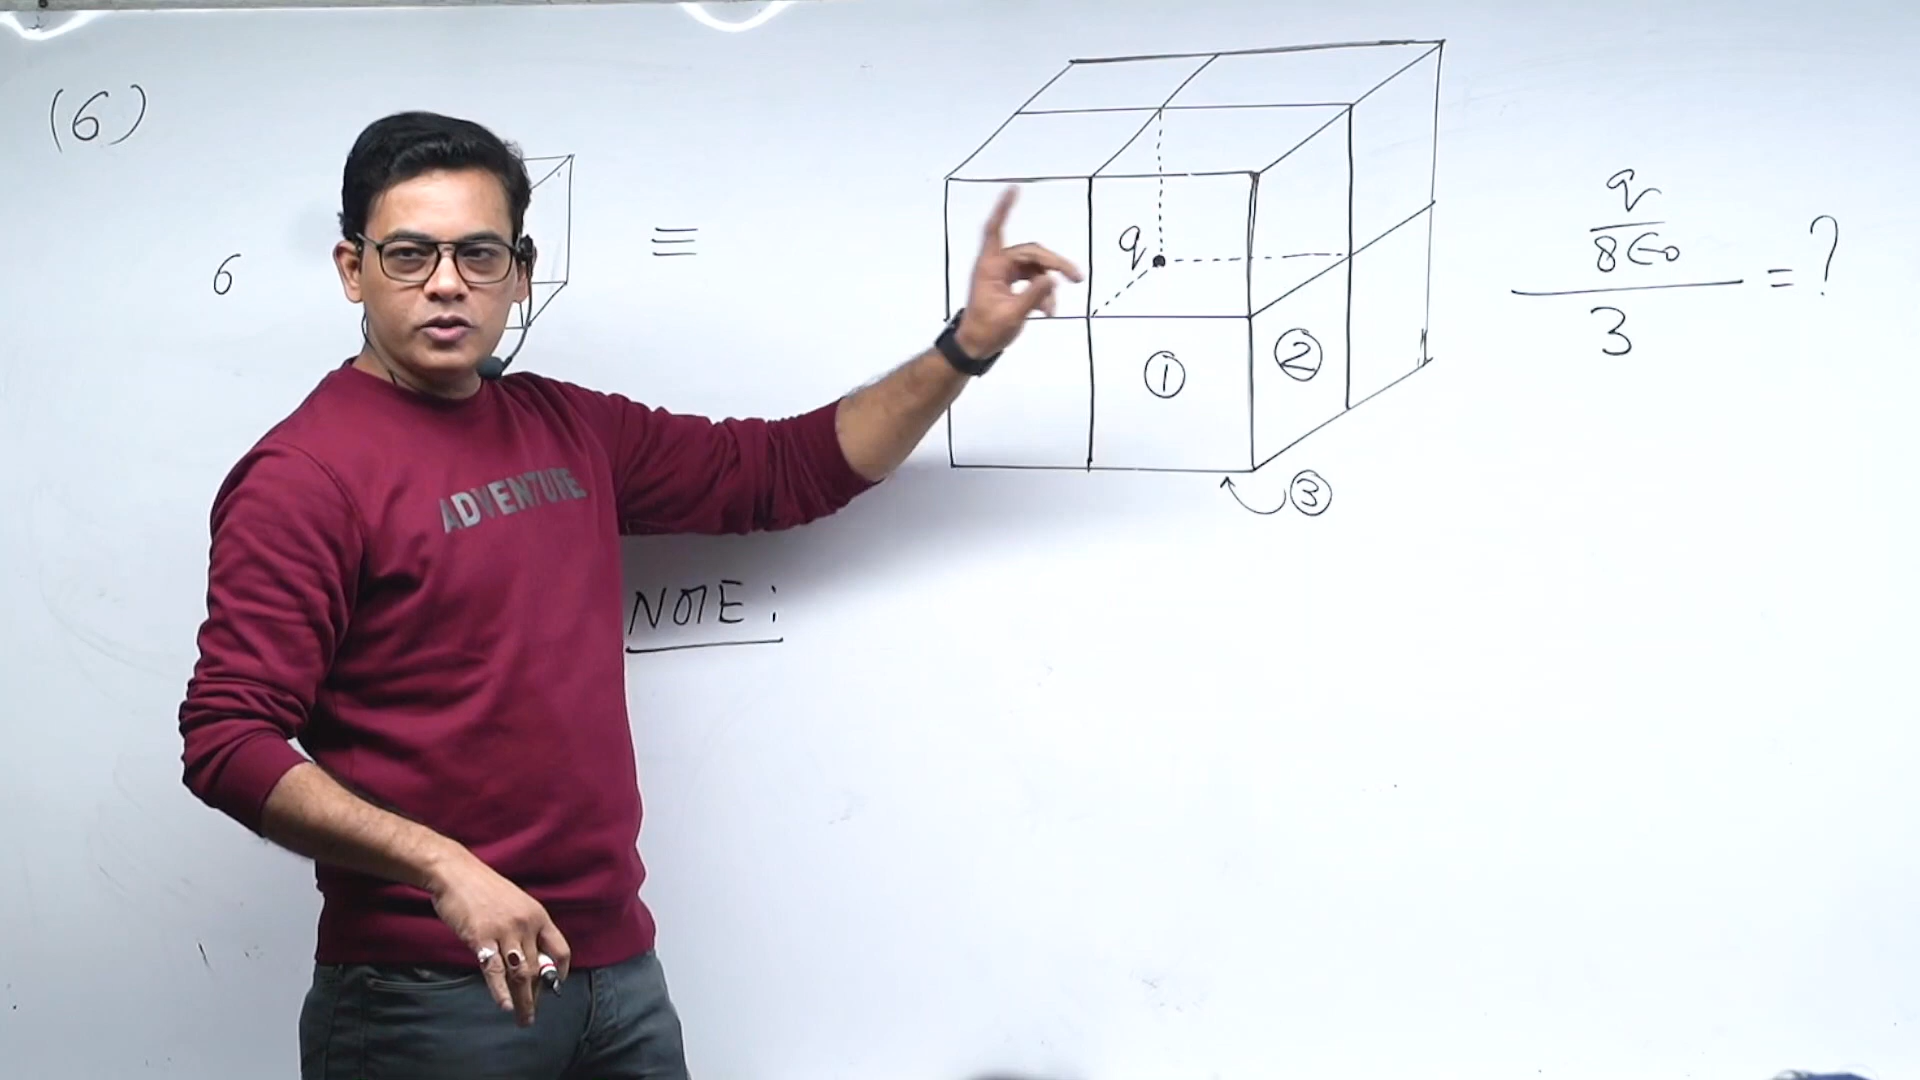 (6)
6
≡
q
①
②
③
q
8ε₀
3
= ?
NOTE:
ADVENTURE